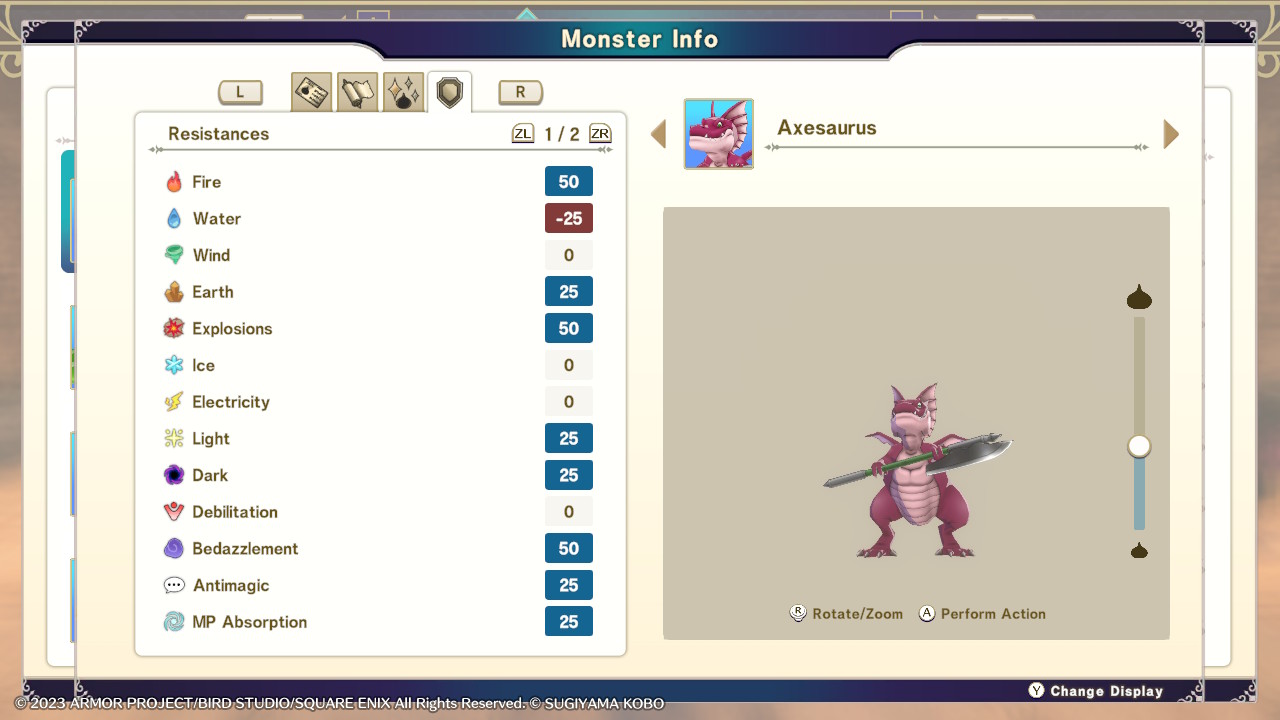 Monster Info
L
R
Resistances
ZL 1 / 2 ZR
Axesaurus
Fire 50
Water -25
Wind 0
Earth 25
Explosions 50
Ice 0
Electricity 0
Light 25
Dark 25
Debilitation 0
Bedazzlement 50
Antimagic 25
MP Absorption 25
R Rotate/Zoom A Perform Action
Y Change Display
© 2023 ARMOR PROJECT/BIRD STUDIO/SQUARE ENIX All Rights Reserved. © SUGIYAMA KOBO